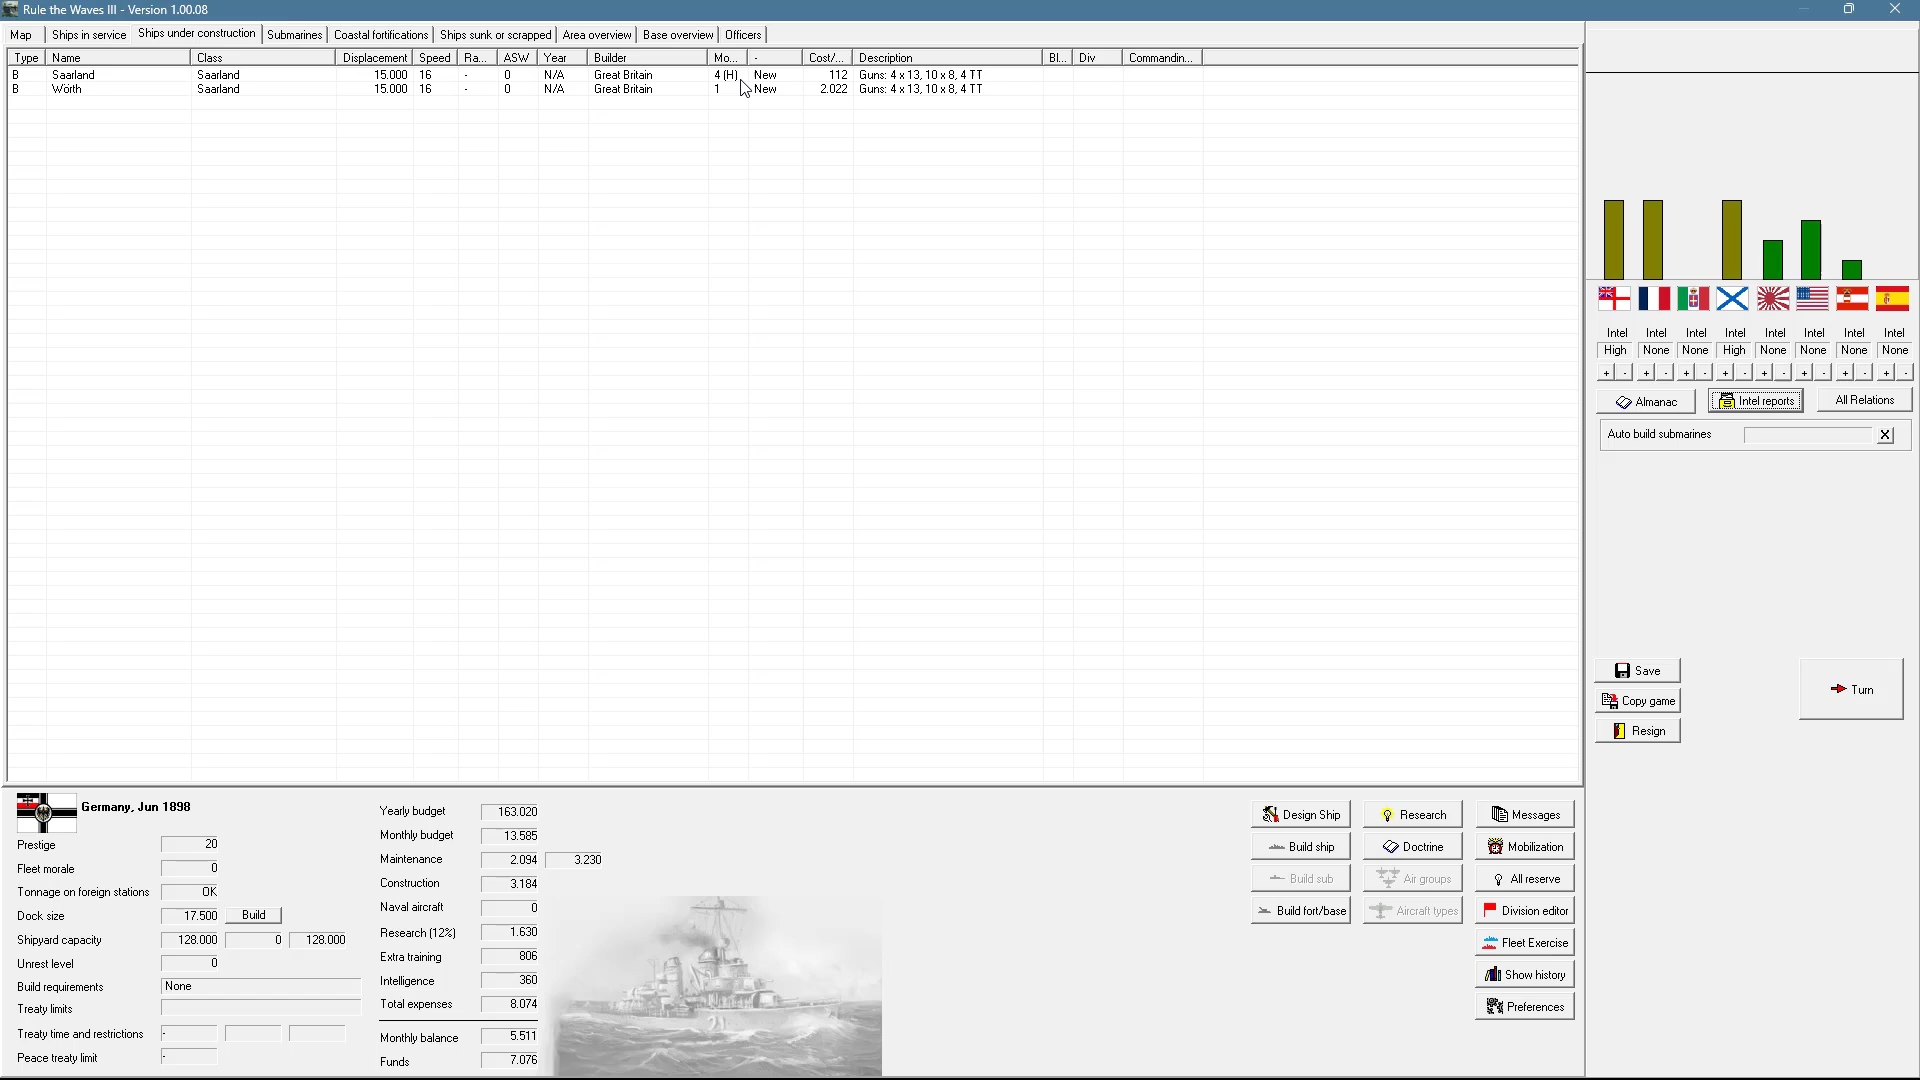 Rule the Waves III - Version 1.00.08
Map Ships in service Ships under construction Submarines Coastal fortifications Ships sunk or scrapped Area overview Base overview Officers
Type Name Class Displacement Speed Ra... ASW Year Builder Mo... - Cost/... Description Bl... Div Commandin...
B Saarland Saarland 15.000 16 - 0 N/A Great Britain 4 (H) New 112 Guns: 4 x 13, 10 x 8, 4 TT
B Wörth Saarland 15.000 16 - 0 N/A Great Britain 1 New 2.022 Guns: 4 x 13, 10 x 8, 4 TT
Intel Intel Intel Intel Intel Intel Intel Intel
High None None High None None None None
+ - + - + - + - + - + - + - + -
Almanac Intel reports All Relations
Auto build submarines X
Save
Copy game
Resign
Turn
Germany, Jun 1898
Prestige 20
Fleet morale 0
Tonnage on foreign stations OK
Dock size 17.500 Build
Shipyard capacity 128.000 0 128.000
Unrest level 0
Build requirements None
Treaty limits
Treaty time and restrictions -
Peace treaty limit -
Yearly budget 163.020
Monthly budget 13.585
Maintenance 2.094 3.230
Construction 3.184
Naval aircraft 0
Research (12%) 1.630
Extra training 806
Intelligence 360
Total expenses 8.074
Monthly balance 5.511
Funds 7.076
Design Ship Research Messages
Build ship Doctrine Mobilization
Build sub Air groups All reserve
Build fort/base Aircraft types Division editor
Fleet Exercise
Show history
Preferences